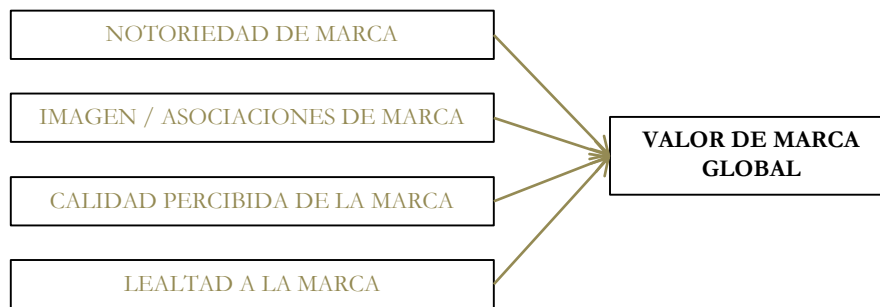 NOTORIEDAD DE MARCA
IMAGEN / ASOCIACIONES DE MARCA
CALIDAD PERCIBIDA DE LA MARCA
LEALTAD A LA MARCA
VALOR DE MARCA
GLOBAL